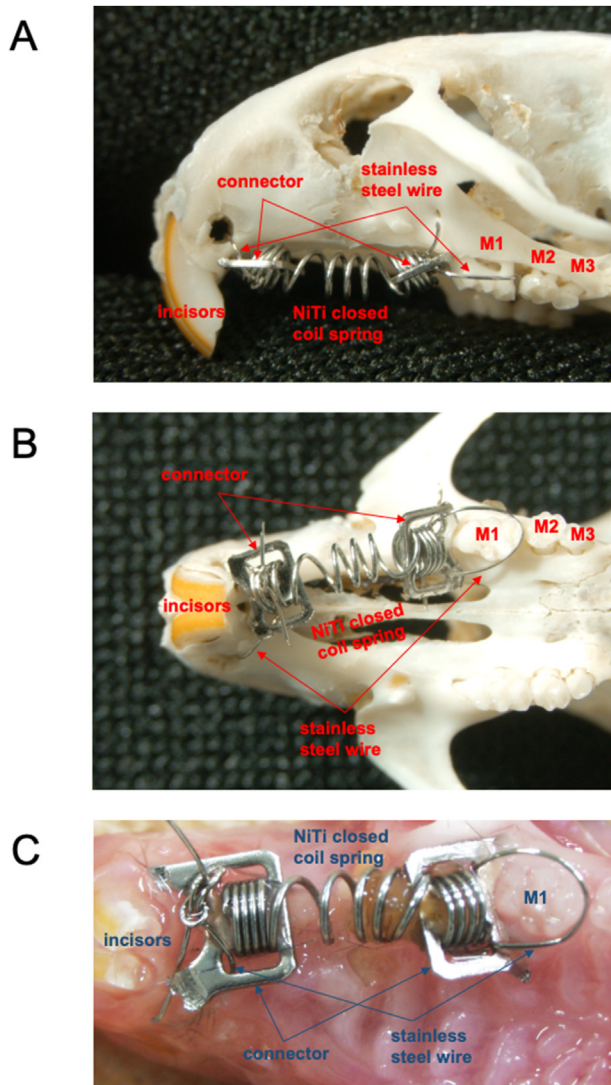 A
stainless
steel wire
connector
M1
M2
M3
incisors
NiTi closed
coil spring
B
connector
M1
M2
M3
incisors
NiTi closed
coil spring
stainless
steel wire
C
NiTi closed
coil spring
M1
incisors
stainless
steel wire
connector